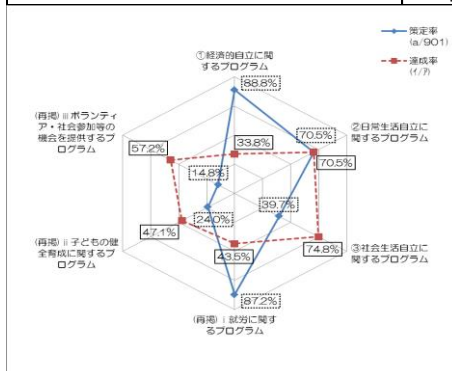 策定率
(a/901)
達成率
(イ/ア)
①経済的自立に関
するプログラム
88.8%
(再掲)ⅲボランティ
ア・社会参加等の
機会を提供するプ
ログラム
57.2%
33.8%
70.5%
②日常生活自立に
関するプログラム
70.5%
14.8%
24.0%
39.7%
(再掲)ⅱ子どもの健
全育成に関するプ
ログラム
47.1%
43.5%
74.8%
③社会生活自立に
関するプログラム
87.2%
(再掲)ⅰ就労に関す
るプログラム